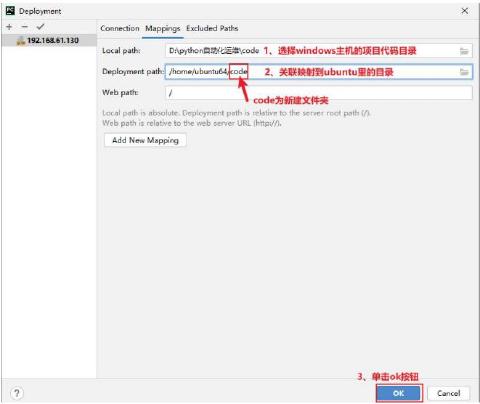 Deployment
192.168.61.130
Connection Mappings Excluded Paths
Local path: D:\python自动化运维\code 1、选择windows主机的项目代码目录
Deployment path: /home/ubuntu64/code 2、关联映射到ubuntu里的目录
Web path: /
code为新建文件夹
Local path is absolute. Deployment path is relative to the server root path (/).
Web path is relative to the web server URL (http://).
Add New Mapping
3、单击ok按钮
? OK Cancel